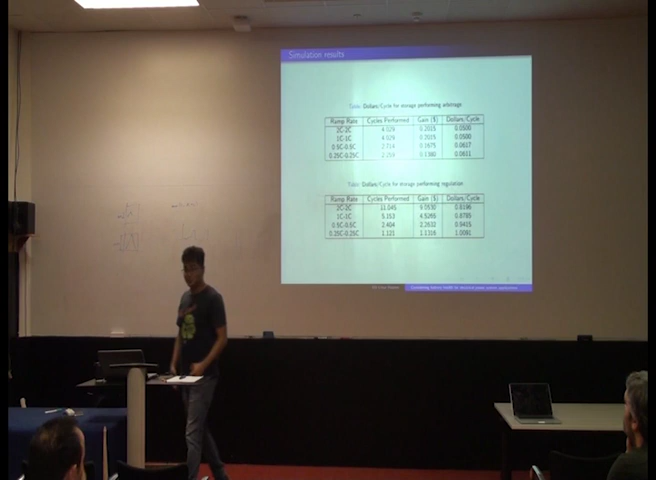 Simulation results
Table: Dollars/Cycle for storage performing arbitrage
Ramp Rate Cycles Performed Gain ($) Dollars/Cycle
2C-2C 4.029 0.2015 0.0500
1C-1C 4.029 0.2015 0.0500
0.5C-0.5C 2.714 0.1675 0.0617
0.25C-0.25C 2.259 0.1380 0.0611
Table: Dollars/Cycle for storage performing regulation
Ramp Rate Cycles Performed Gain ($) Dollars/Cycle
2C-2C 11.045 9.0530 0.8196
1C-1C 5.153 4.5265 0.8785
0.5C-0.5C 2.404 2.2632 0.9415
0.25C-0.25C 1.121 1.1316 1.0091